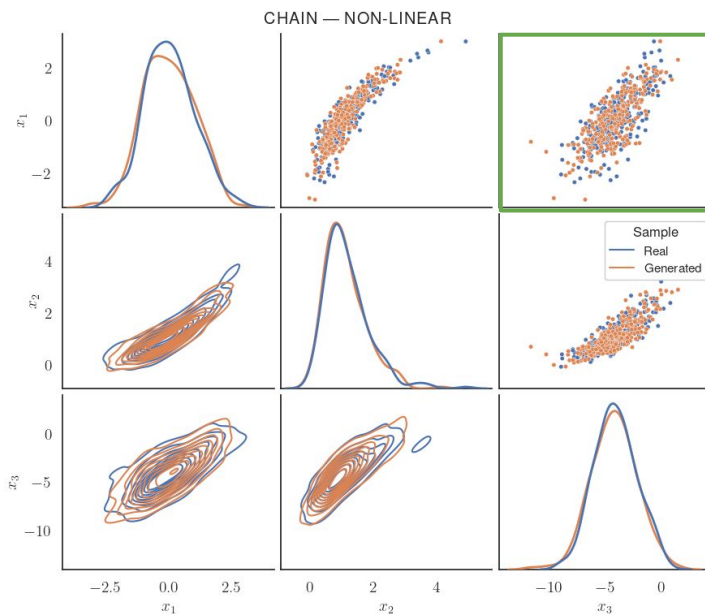 CHAIN — NON-LINEAR
x₁
2
0
−2
x₂
4
2
0
Sample
Real
Generated
x₃
0
−5
−10
−2.5 0.0 2.5
0 2 4
−10 −5 0
x₁ x₂ x₃